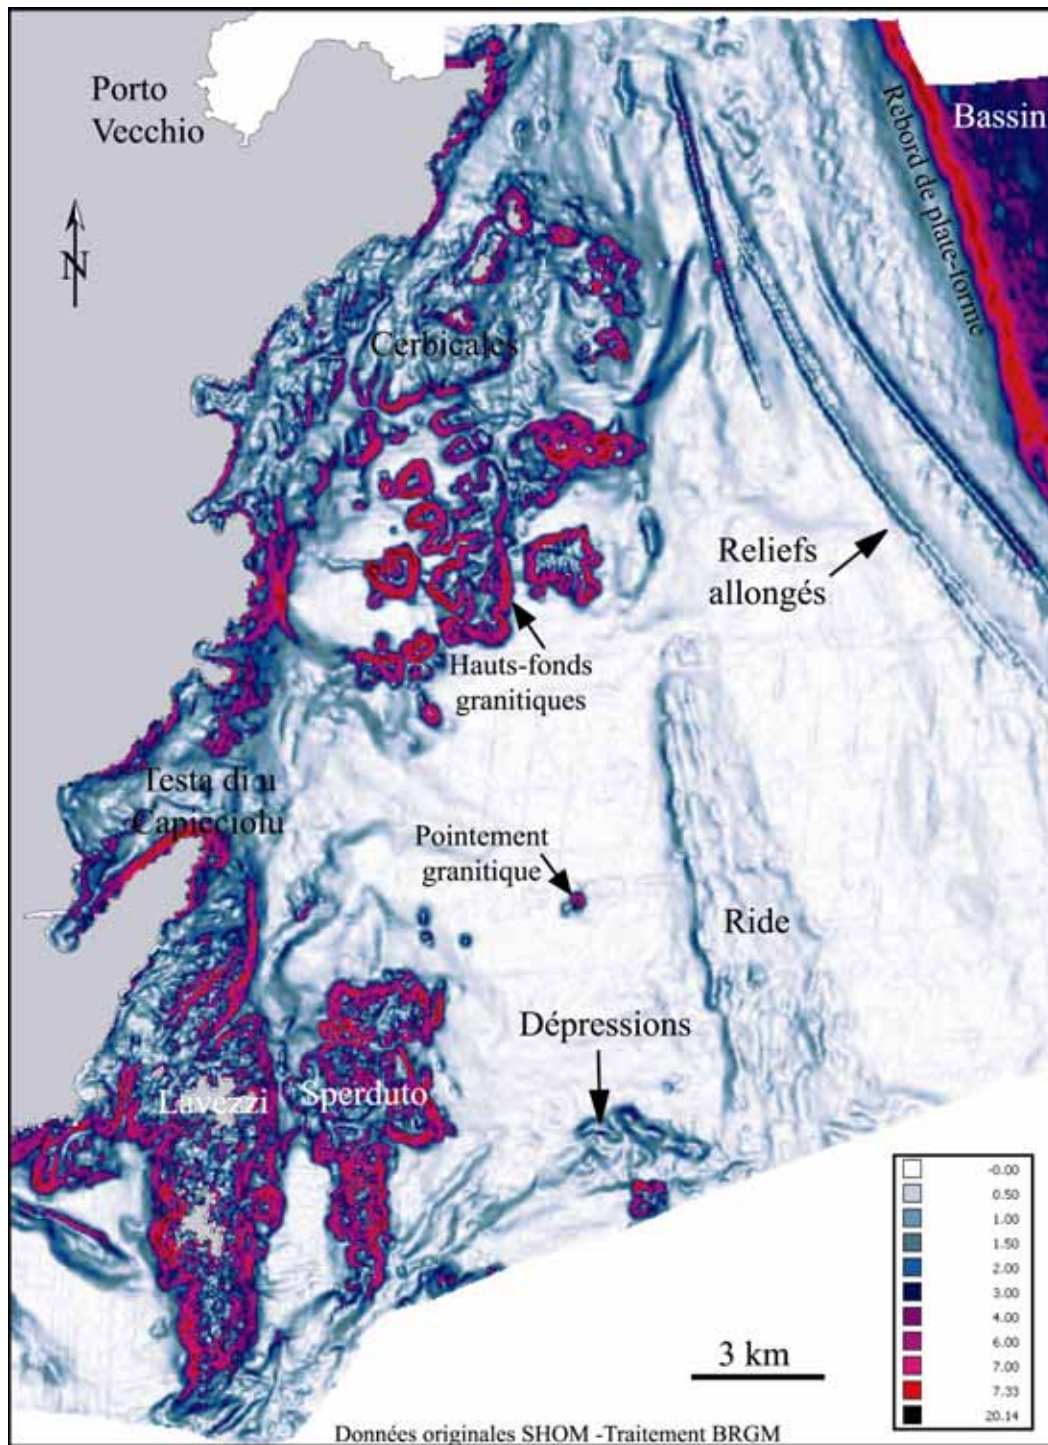 Porto
Vecchio
N
Bassin
Rebord de plate-forme
Cerbicales
Reliefs
allongés
Hauts-fonds
granitiques
Testa di u
Capicciolu
Pointement
granitique
Ride
Dépressions
Lavezzi
Sperduto
-0.00
0.50
1.00
1.50
2.00
3.00
4.00
6.00
7.00
7.33
20.14
3 km
Données originales SHOM -Traitement BRGM